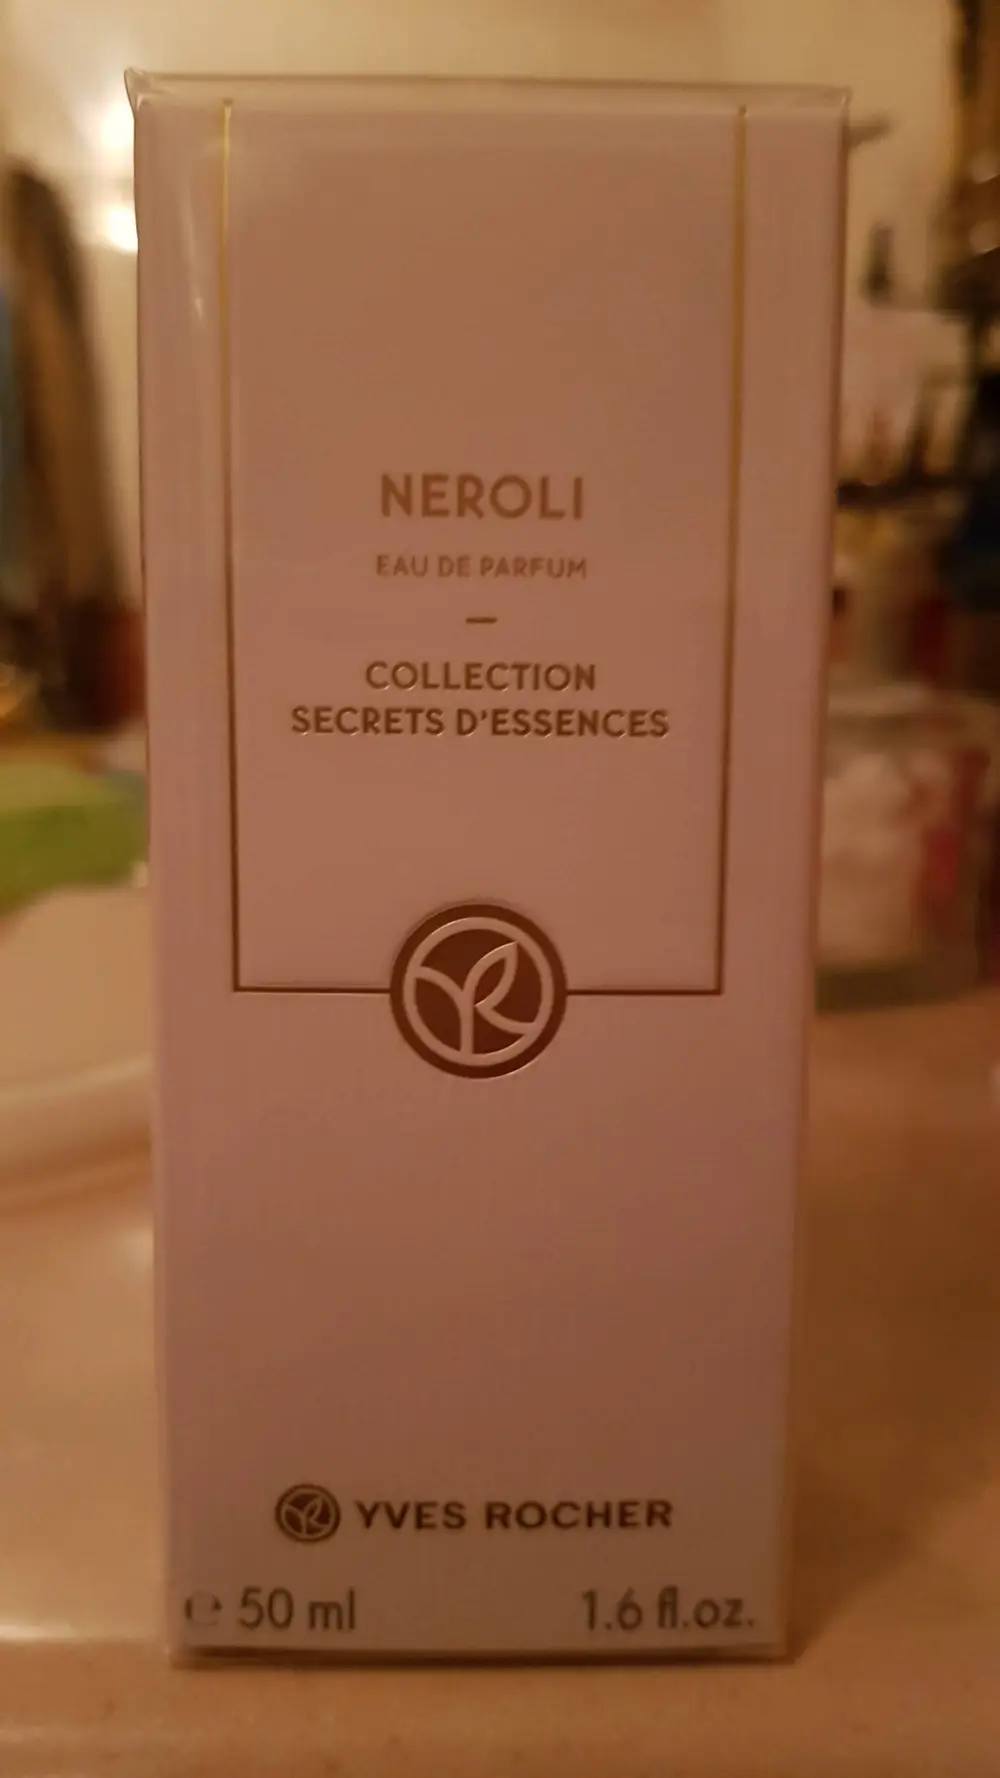 NEROLI
EAU DE PARFUM
COLLECTION
SECRETS D'ESSENCES
YVES ROCHER
℮ 50 ml 1.6 fl.oz.